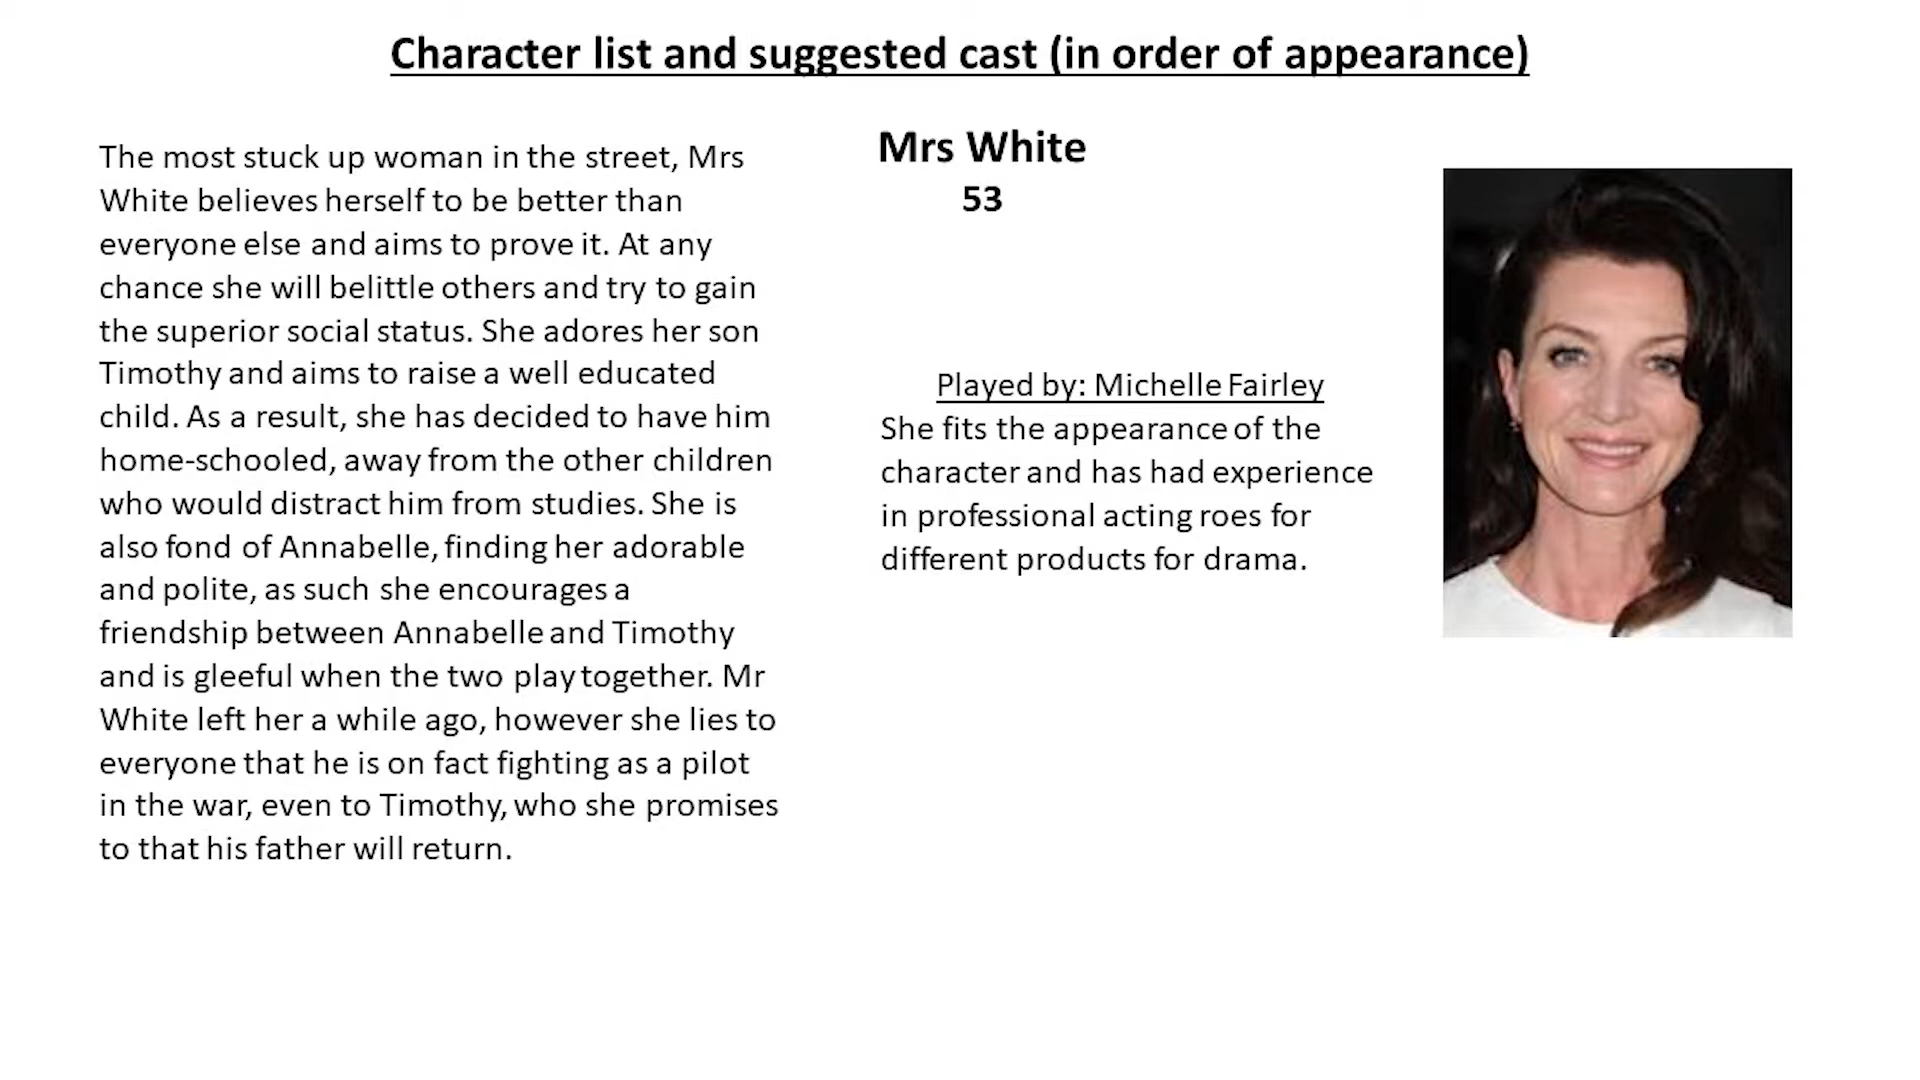 Character list and suggested cast (in order of appearance)
The most stuck up woman in the street, Mrs
White believes herself to be better than
everyone else and aims to prove it. At any
chance she will belittle others and try to gain
the superior social status. She adores her son
Timothy and aims to raise a well educated
child. As a result, she has decided to have him
home-schooled, away from the other children
who would distract him from studies. She is
also fond of Annabelle, finding her adorable
and polite, as such she encourages a
friendship between Annabelle and Timothy
and is gleeful when the two play together. Mr
White left her a while ago, however she lies to
everyone that he is on fact fighting as a pilot
in the war, even to Timothy, who she promises
to that his father will return.
Mrs White
53
Played by: Michelle Fairley
She fits the appearance of the
character and has had experience
in professional acting roes for
different products for drama.